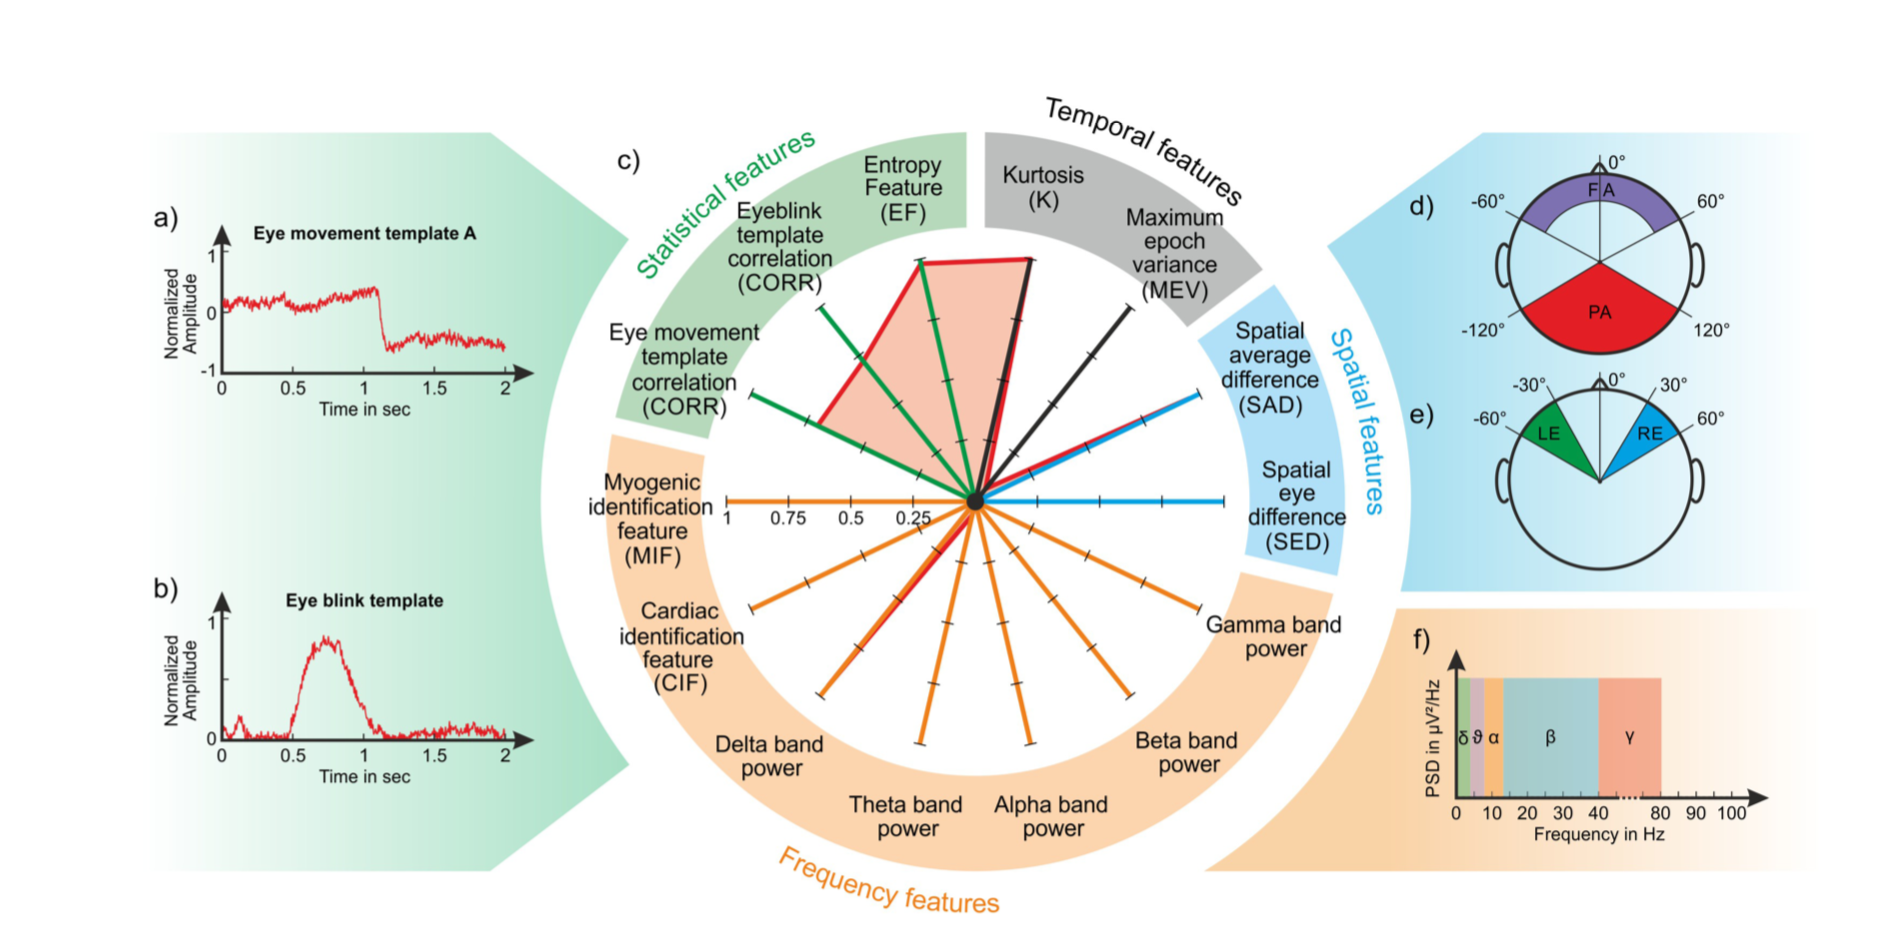 a)
Eye movement template A
Normalized
Amplitude
1
0
-1
0 0.5 1 1.5 2
Time in sec
b)
Eye blink template
Normalized
Amplitude
1
0
0 0.5 1 1.5 2
Time in sec
c)
Statistical features
Temporal features
Spatial features
Frequency features
Entropy
Feature
(EF)
Eyeblink
template
correlation
(CORR)
Eye movement
template
correlation
(CORR)
Kurtosis
(K)
Maximum
epoch
variance
(MEV)
Spatial
average
difference
(SAD)
Spatial
eye
difference
(SED)
Myogenic
identification
feature
(MIF)
1 0.75 0.5 0.25
Cardiac
identification
feature
(CIF)
Delta band
power
Theta band
power
Alpha band
power
Beta band
power
Gamma band
power
d)
0°
-60°
60°
FA
PA
-120°
120°
e)
-30°
0°
30°
-60°
60°
LE
RE
f)
PSD in µV²/Hz
δ ϑ α β γ
0 10 20 30 40 80 90 100
Frequency in Hz